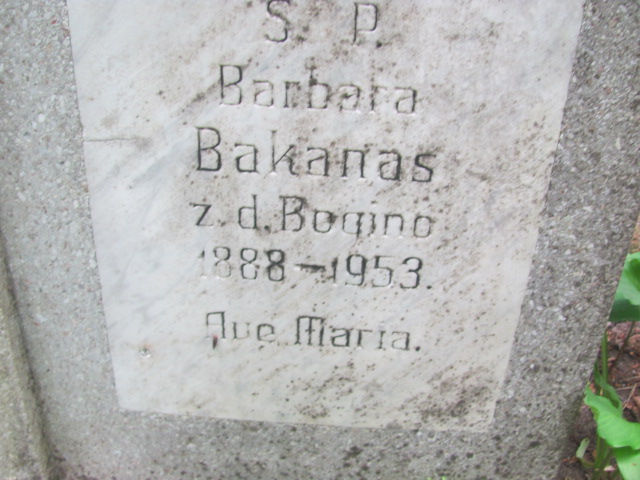 S. P.
Barbara
Bakanas
z.d. Bogino
1888–1953.
Ave Maria.